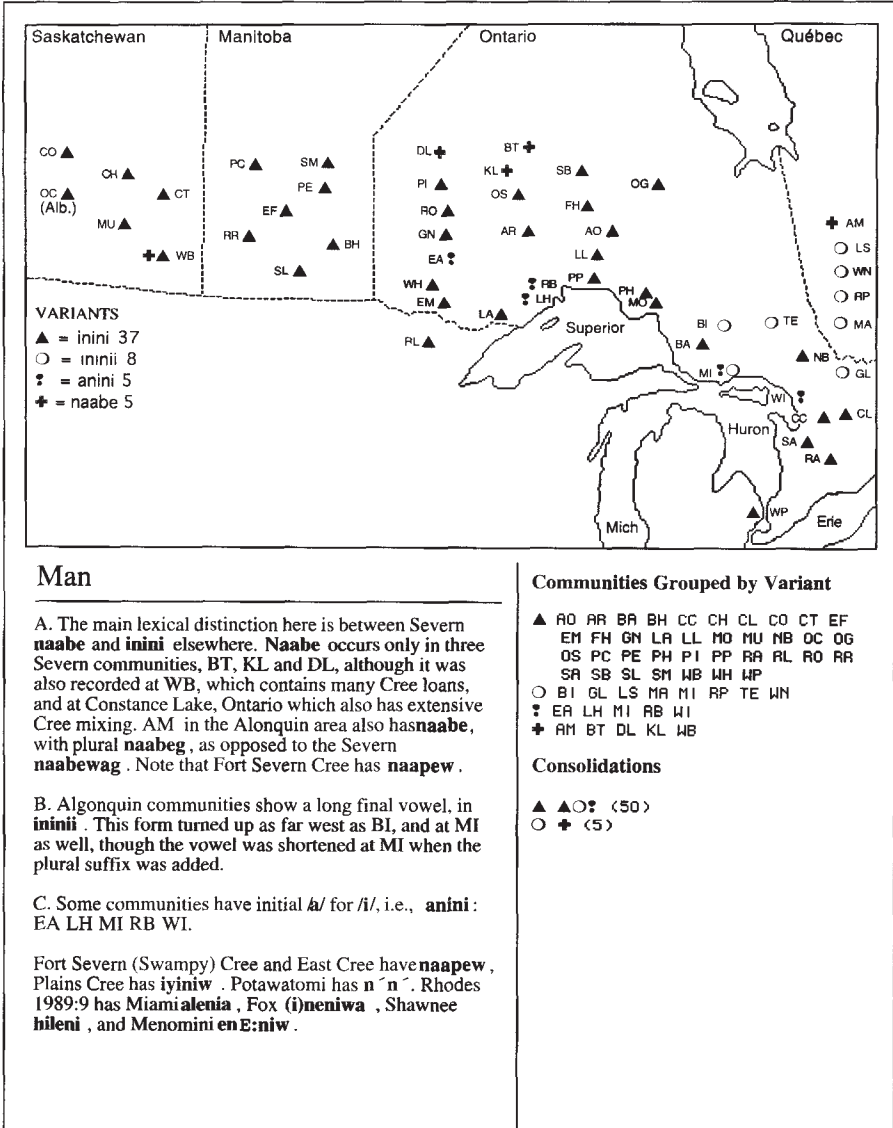 Saskatchewan Manitoba Ontario Québec
CO ▲
CH ▲
OC ▲
(Alb.)
▲ CT
MU ▲
✚▲ WB
PC ▲
SM ▲
PE ▲
EF ▲
RR ▲
▲ BH
SL ▲
DL ✚
BT ✚
KL ✚
SB ▲
PI ▲
OS ▲
OG ▲
RO ▲
FH ▲
GN ▲
AR ▲
AO ▲
EA
LL ▲
WH ▲
RB
PP ▲
EM ▲
LH
PH ▲
MO ▲
LA ▲
RL ▲
Superior
✚ AM
○ LS
○ WN
○ RP
○ MA
BI ○
TE ○
BA ▲
▲ NB
MI ○
○ GL
WI
CC ▲
▲ CL
Huron
SA ▲
RA ▲
▲ WP
Mich
Erie
VARIANTS
▲ = inini 37
○ = ininii 8
= anini 5
✚ = naabe 5
Man
A. The main lexical distinction here is between Severn
naabe and inini elsewhere. Naabe occurs only in three
Severn communities, BT, KL and DL, although it was
also recorded at WB, which contains many Cree loans,
and at Constance Lake, Ontario which also has extensive
Cree mixing. AM in the Alonquin area also hasnaabe,
with plural naabeg , as opposed to the Severn
naabewag . Note that Fort Severn Cree has naapew .
B. Algonquin communities show a long final vowel, in
ininii . This form turned up as far west as BI, and at MI
as well, though the vowel was shortened at MI when the
plural suffix was added.
C. Some communities have initial /a/ for /i/, i.e., anini :
EA LH MI RB WI.
Fort Severn (Swampy) Cree and East Cree havenaapew ,
Plains Cree has iyiniw . Potawatomi has n ´n ´. Rhodes
1989:9 has Miamialenia , Fox (i)neniwa , Shawnee
hileni , and Menomini enE:niw .
Communities Grouped by Variant
▲ AO AR BA BH CC CH CL CO CT EF
EM FH GN LA LL MO MU NB OC OG
OS PC PE PH PI PP RA RL RO RR
SA SB SL SM WB WH WP
○ BI GL LS MA MI RP TE WN
EA LH MI RB WI
✚ AM BT DL KL WB
Consolidations
▲ ▲○ (50)
○ ✚ (5)